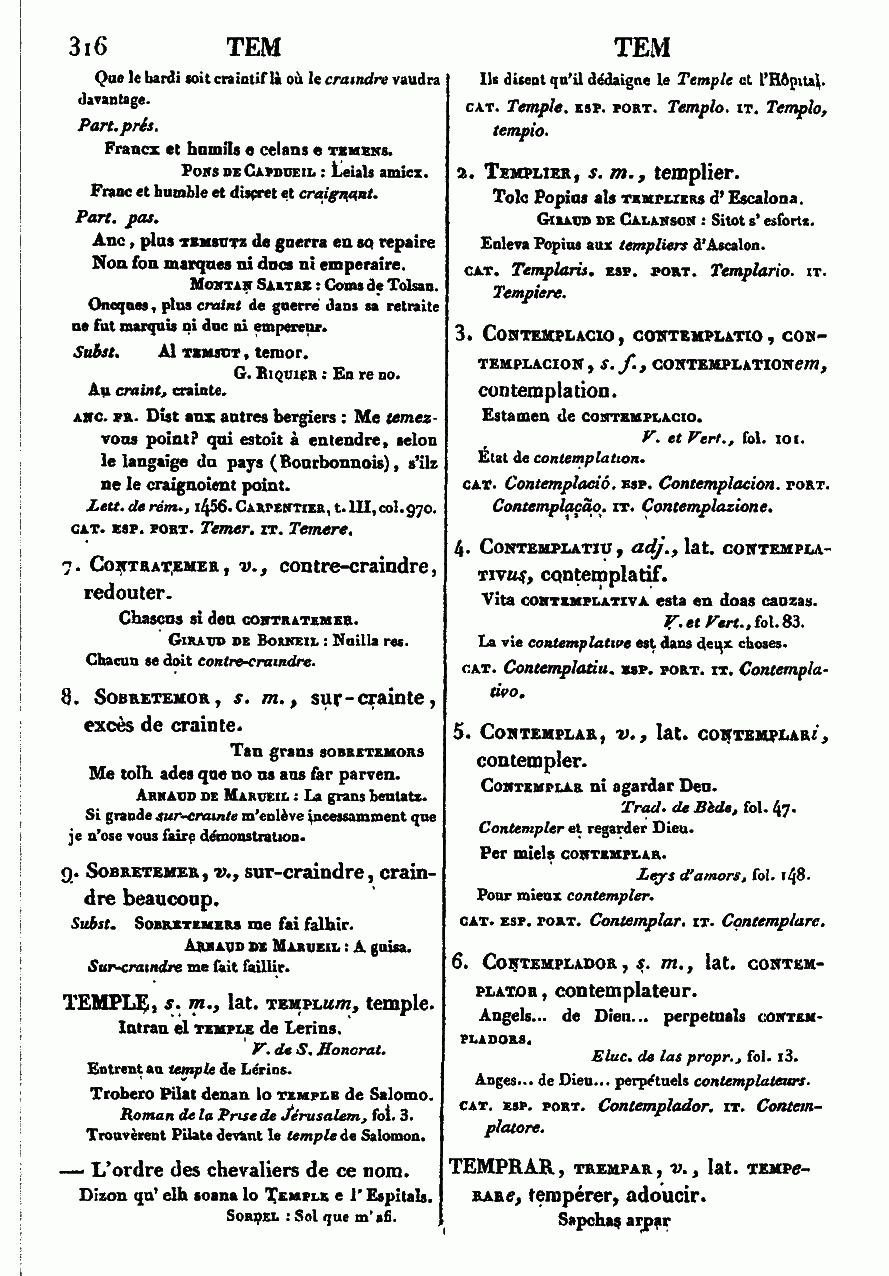 316 TEM TEM
Que le hardi soit craintif là où le craindre vaudra
davantage.
Part. prés.
Francx et humils e celans e TEMENS.
PONS DE CAPDUEIL : Leials amicx.
Franc et humble et discret et craignant.
Part. pas.
Anc, plus TEMSUTZ de guerra en so repaire
Non fon marques ni ducs ni emperaire.
MONTAN SARTRE : Coms de Tolsan.
Oncques, plus craint de guerre dans sa retraite
ne fut marquis ni duc ni empereur.
Subst. Al TEMSUT, temor.
G. RIQUIER : En re no.
Au craint, crainte.
ANC. FR. Dist aux autres bergiers : Me temez-
vous point? qui estoit à entendre, selon
le langaige du pays (Bourbonnois), s'ilz
ne le craignoient point.
Lett. de rém., 1456. CARPENTIER, t. III, col. 970.
CAT. ESP. PORT. Temer. IT. Temere.
7. CONTRATEMER, v., contre-craindre,
redouter.
Chascus si deu CONTRATEMER.
GIRAUD DE BORNEIL : Nuilla res.
Chacun se doit contre-craindre.
8. SOBRETEMOR, s. m., sur-crainte,
excès de crainte.
Tan grans SOBRETEMORS
Me tolh ades que no us aus far parven.
ARNAUD DE MARUEIL : La grans beutatz.
Si grande sur-crainte m'enlève incessamment que
je n'ose vous faire démonstration.
9. SOBRETEMER, v., sur-craindre, crain-
dre beaucoup.
Subst. SOBRETEMERS me fai falhir.
ARNAUD DE MARUEIL : A guisa.
Sur-craindre me fait faillir.
TEMPLE, s. m., lat. TEMPLum, temple.
Intran el TEMPLE de Lerins.
V. de S. Honorat.
Entrent au temple de Lérins.
Trobero Pilat denan lo TEMPLE de Salomo.
Roman de la Prise de Jérusalem, fol. 3.
Trouvèrent Pilate devant le temple de Salomon.
— L'ordre des chevaliers de ce nom.
Dizon qu' elh soana lo TEMPLE e l' Espitals.
SORDEL : Sol que m' afi.
Ils disent qu'il dédaigne le Temple et l'Hôpital.
CAT. Temple. ESP. PORT. Templo. IT. Templo,
tempio.
2. TEMPLIER, s. m., templier.
Tolc Popius als TEMPLIERS d' Escalona.
GIRAUD DE CALANSON : Sitot s' esfortz.
Enleva Popius aux templiers d'Ascalon.
CAT. Templaris. ESP. PORT. Templario. IT.
Tempiere.
3. CONTEMPLACIO, CONTEMPLATIO, CON-
TEMPLACION, s. f., CONTEMPLATIONem,
contemplation.
Estamen de CONTEMPLACIO.
V. et Vert., fol. 101.
État de contemplation.
CAT. Contemplació. ESP. Contemplacion. PORT.
Contemplação. IT. Contemplazione.
4. CONTEMPLATIU, adj., lat. CONTEMPLA-
TIVus, contemplatif.
Vita CONTEMPLATIVA esta en doas cauzas.
V. et Vert., fol. 83.
La vie contemplative est dans deux choses.
CAT. Contemplatiu. ESP. PORT. IT. Contempla-
tivo.
5. CONTEMPLAR, v., lat. CONTEMPLARi,
contempler.
CONTEMPLAR ni agardar Deu.
Trad. de Bède, fol. 47.
Contempler et regarder Dieu.
Per miels CONTEMPLAR.
Leys d'amors, fol. 148.
Pour mieux contempler.
CAT. ESP. PORT. Contemplar. IT. Contemplare.
6. CONTEMPLADOR, s. m., lat. CONTEM-
PLATOR, contemplateur.
Angels... de Dieu... perpetuals CONTEM-
PLADORS.
Eluc. de las propr., fol. 13.
Anges... de Dieu... perpétuels contemplateurs.
CAT. ESP. PORT. Contemplador. IT. Contem-
platore.
TEMPRAR, TREMPAR, v., lat. TEMPe-
RARe, tempérer, adoucir.
Sapchas arpar